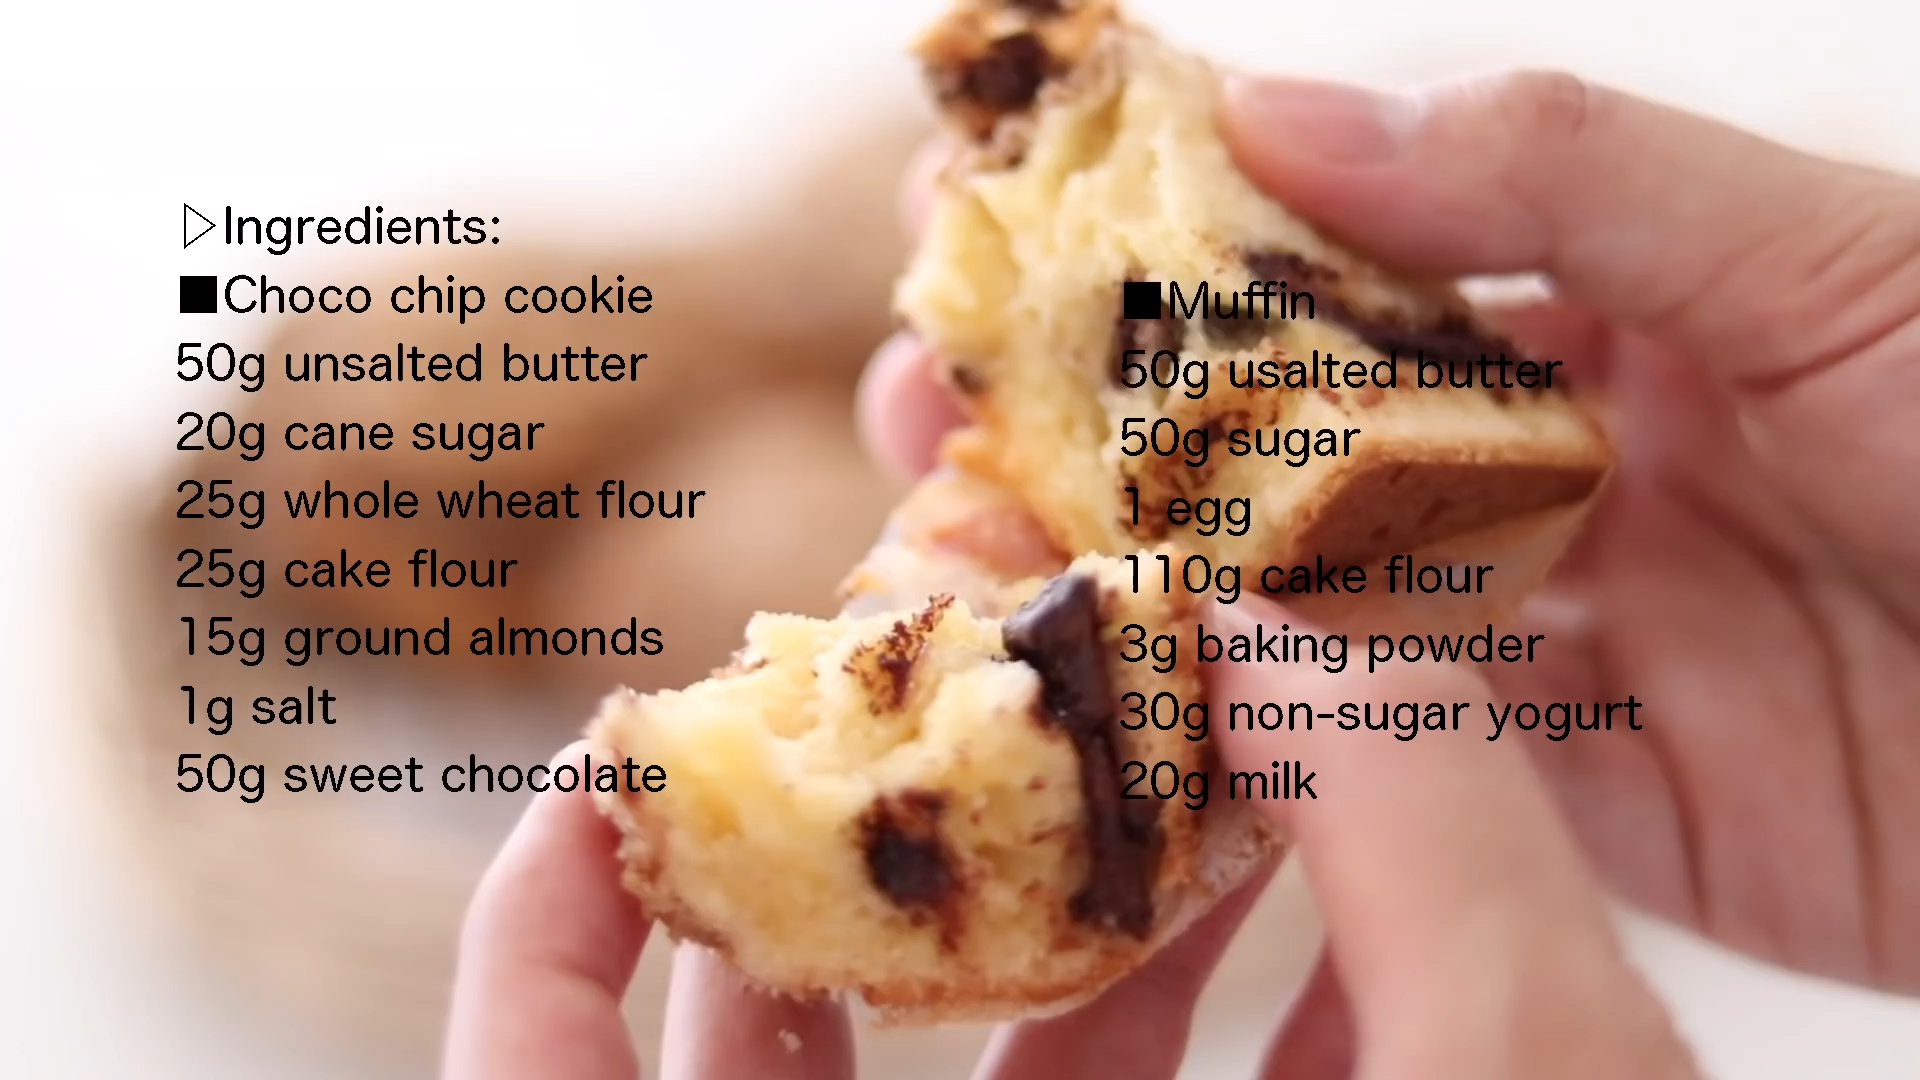 ▷Ingredients:
■Choco chip cookie
50g unsalted butter
20g cane sugar
25g whole wheat flour
25g cake flour
15g ground almonds
1g salt
50g sweet chocolate
■Muffin
50g usalted butter
50g sugar
1 egg
110g cake flour
3g baking powder
30g non-sugar yogurt
20g milk